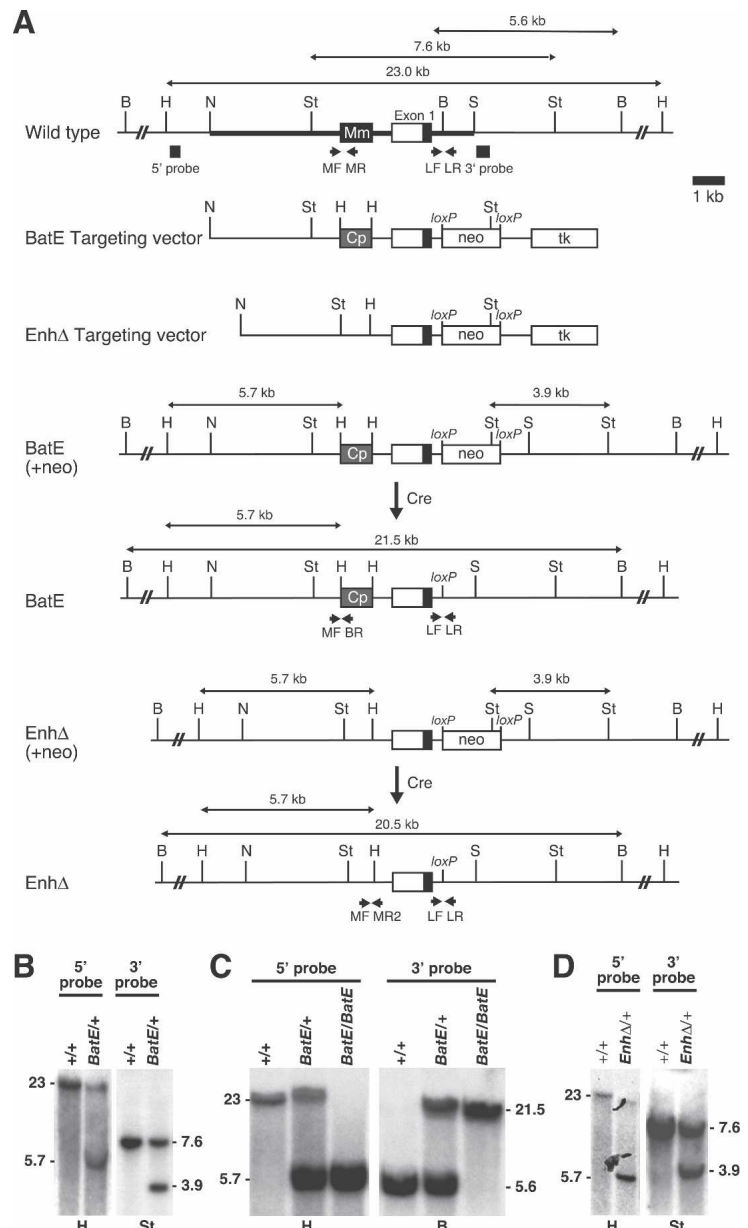 A
5.6 kb
7.6 kb
23.0 kb
B H N St Exon 1 B S St B H
Wild type Mm
5' probe MF MR LF LR 3' probe
1 kb
N St H H loxP St loxP
BatE Targeting vector Cp neo tk
N St H loxP St loxP
EnhΔ Targeting vector neo tk
5.7 kb 3.9 kb
B H N St H H loxP St loxP S St B H
BatE
(+neo) Cp neo
Cre
5.7 kb
21.5 kb
B H N St H H loxP S St B H
BatE Cp
MF BR LF LR
5.7 kb 3.9 kb
B H N St H loxP St loxP S St B H
EnhΔ
(+neo) neo
Cre
5.7 kb
20.5 kb
B H N St H loxP S St B H
EnhΔ
MF MR2 LF LR
B
5' probe 3' probe
+/+ BatE/+ +/+ BatE/+
23
5.7
7.6
3.9
H St
C
5' probe 3' probe
+/+ BatE/+ BatE/BatE +/+ BatE/+ BatE/BatE
23
5.7
21.5
5.6
H B
D
5' probe 3' probe
+/+ EnhΔ/+ +/+ EnhΔ/+
23
5.7
7.6
3.9
H St